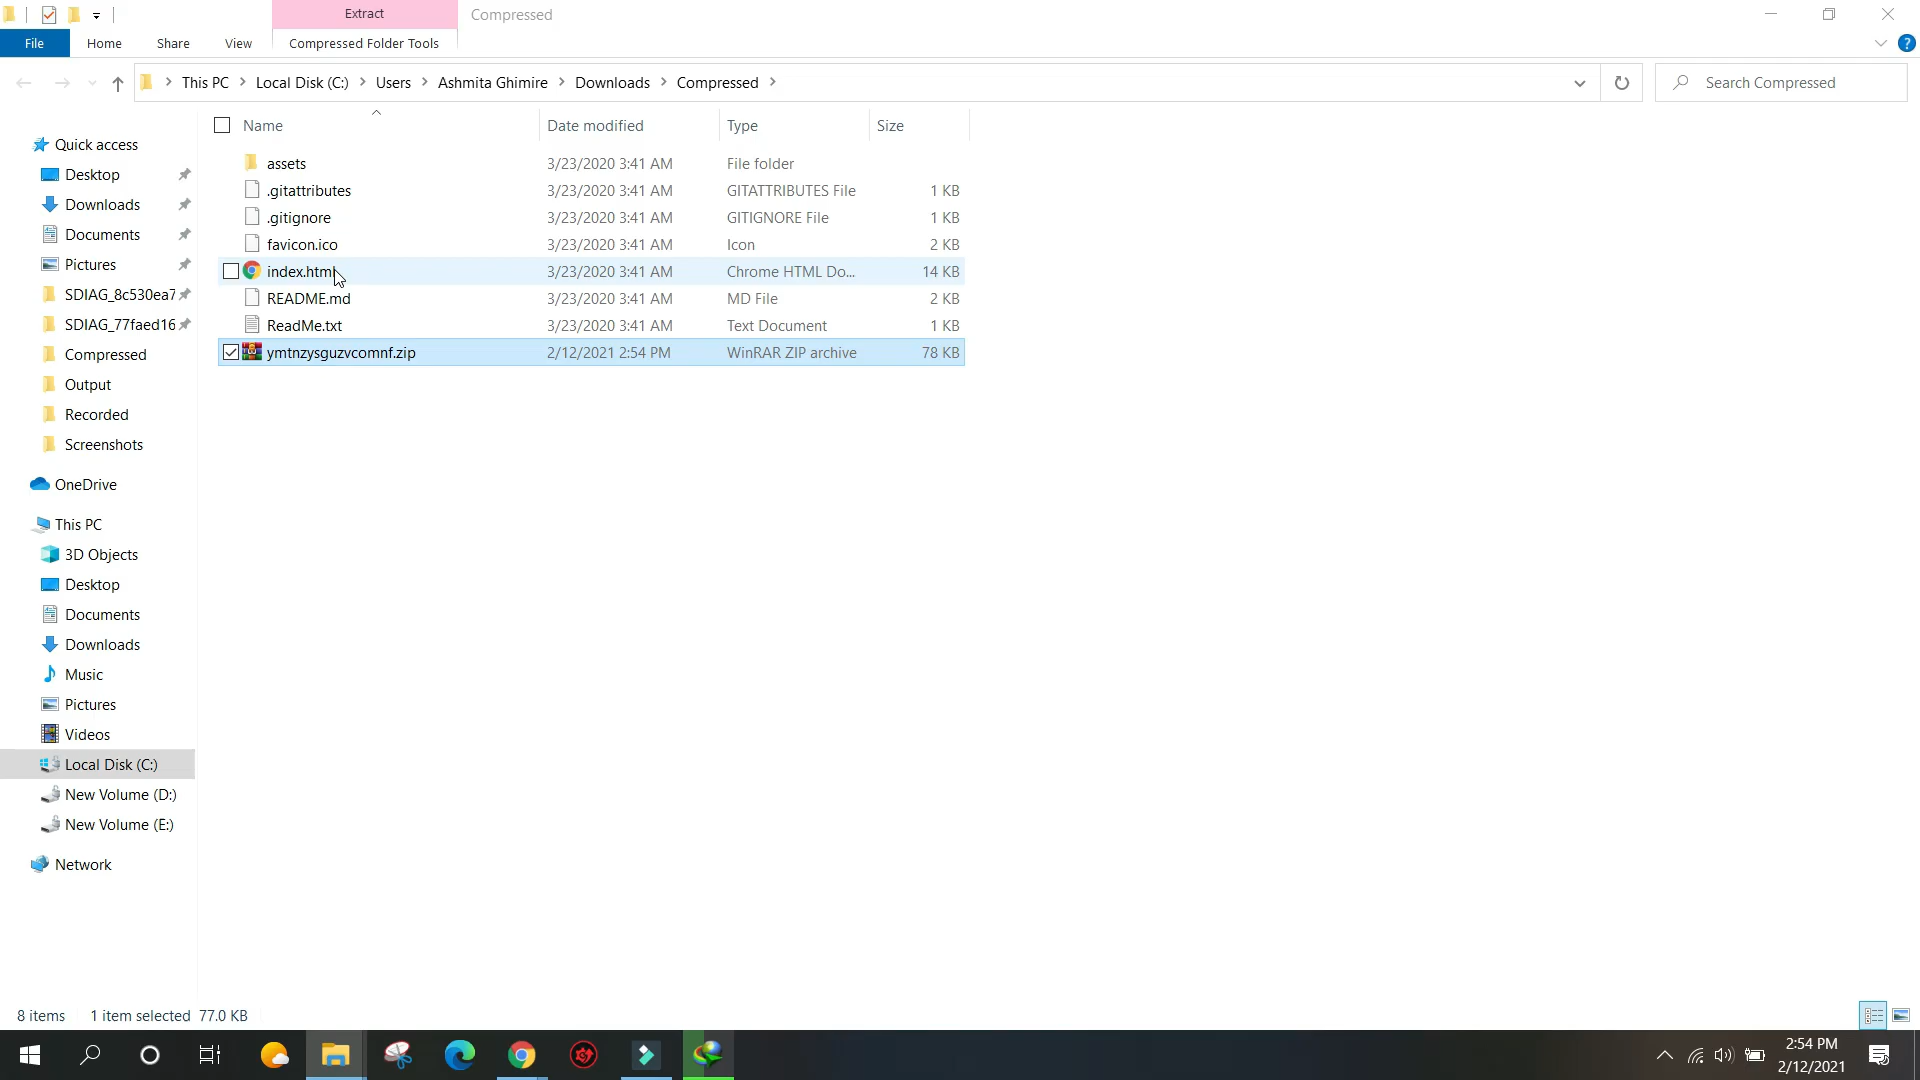 Extract
Compressed
File
Home
Share
View
Compressed Folder Tools
This PC
Local Disk (C:)
Users
Ashmita Ghimire
Downloads
Compressed
Search Compressed
Name
Date modified
Type
Size
assets 3/23/2020 3:41 AM File folder
.gitattributes 3/23/2020 3:41 AM GITATTRIBUTES File 1 KB
.gitignore 3/23/2020 3:41 AM GITIGNORE File 1 KB
favicon.ico 3/23/2020 3:41 AM Icon 2 KB
index.html 3/23/2020 3:41 AM Chrome HTML Do... 14 KB
README.md 3/23/2020 3:41 AM MD File 2 KB
ReadMe.txt 3/23/2020 3:41 AM Text Document 1 KB
ymtnzysguzvcomnf.zip 2/12/2021 2:54 PM WinRAR ZIP archive 78 KB
Quick access
Desktop
Downloads
Documents
Pictures
SDIAG_8c530ea7
SDIAG_77faed16
Compressed
Output
Recorded
Screenshots
OneDrive
This PC
3D Objects
Desktop
Documents
Downloads
Music
Pictures
Videos
Local Disk (C:)
New Volume (D:)
New Volume (E:)
Network
8 items 1 item selected 77.0 KB
2:54 PM
2/12/2021